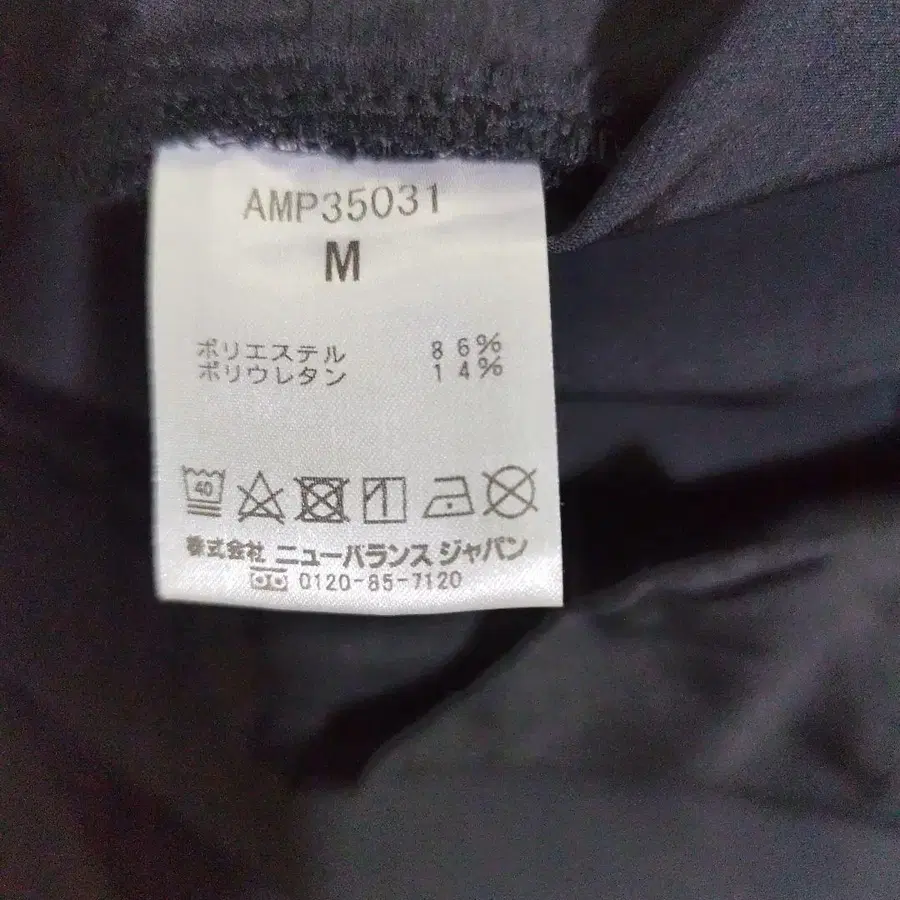 AMP35031
M
ポリエステル 86%
ポリウレタン 14%
40
株式会社 ニューバランス ジャパン
0120-85-7120